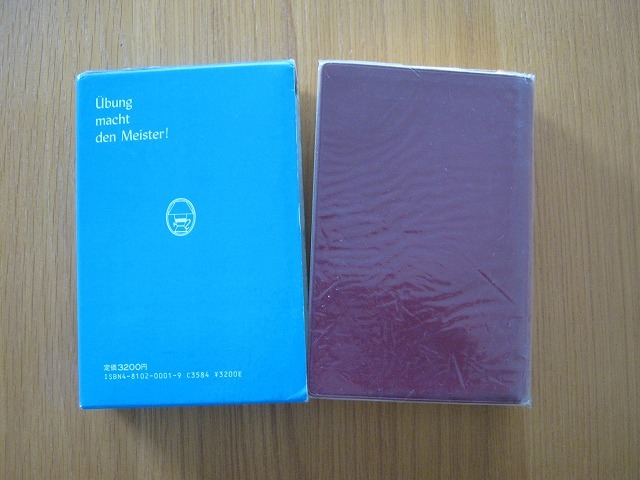 Übung
macht
den Meister!
定価3200円
ISBN4-8102-0001-9 C3584 ¥3200E